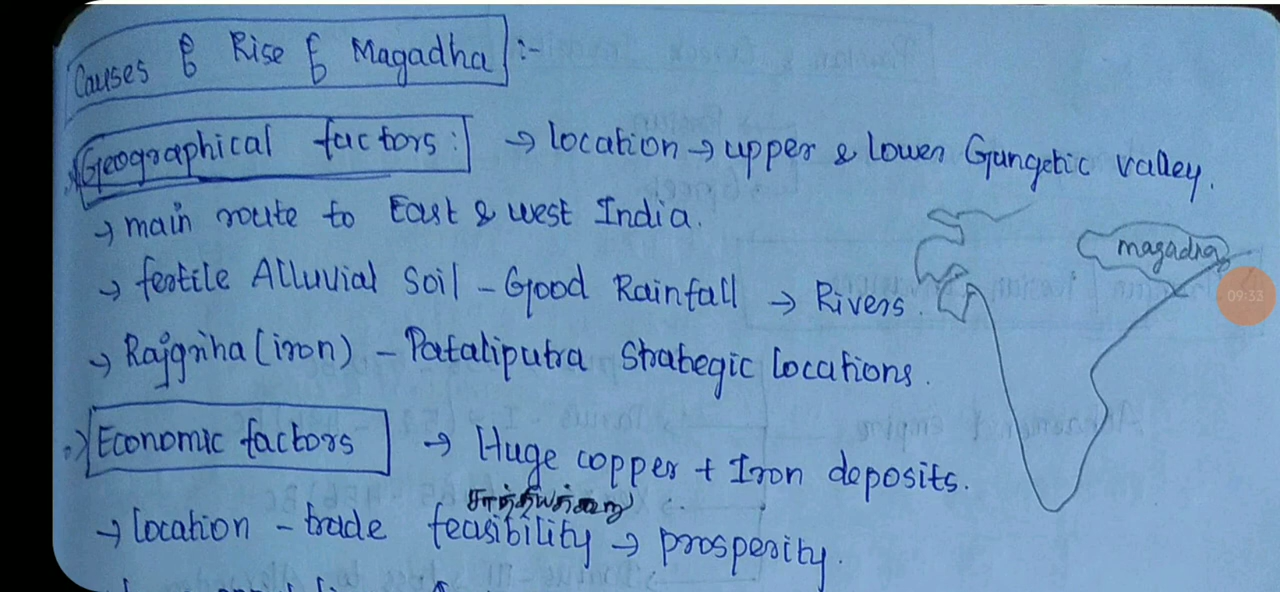 Causes of Rise of Magadha :-
Geographical factors: → location → upper & lower Gangetic valley.
→ main route to East & west India.
magadha
→ fertile Alluvial Soil - Good Rainfall → Rivers.
09:33
→ Rajgriha (iron) - Pataliputra Strategic locations.
Economic factors → Huge copper + Iron deposits.
→ location - trade feasibility → prosperity.